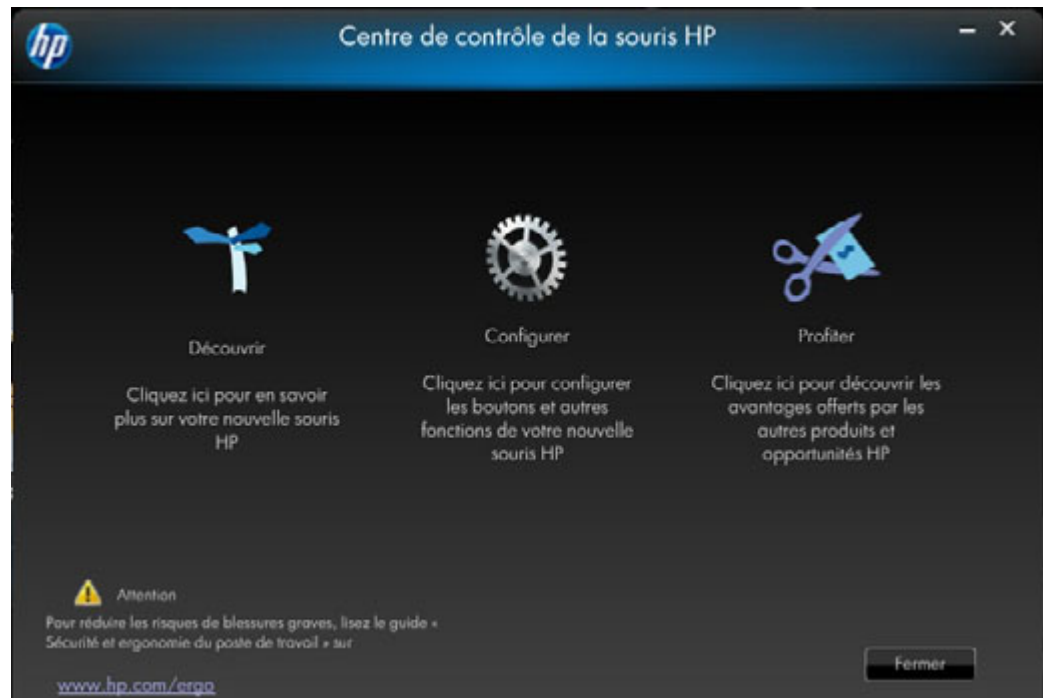 hp
Centre de contrôle de la souris HP
Découvrir
Cliquez ici pour en savoir
plus sur votre nouvelle souris
HP
Configurer
Cliquez ici pour configurer
les boutons et autres
fonctions de votre nouvelle
souris HP
Profiter
Cliquez ici pour découvrir les
avantages offerts par les
autres produits et
opportunités HP
Attention
Pour réduire les risques de blessures graves, lisez le guide «
Sécurité et ergonomie du poste de travail » sur
www.hp.com/ergo
Fermer